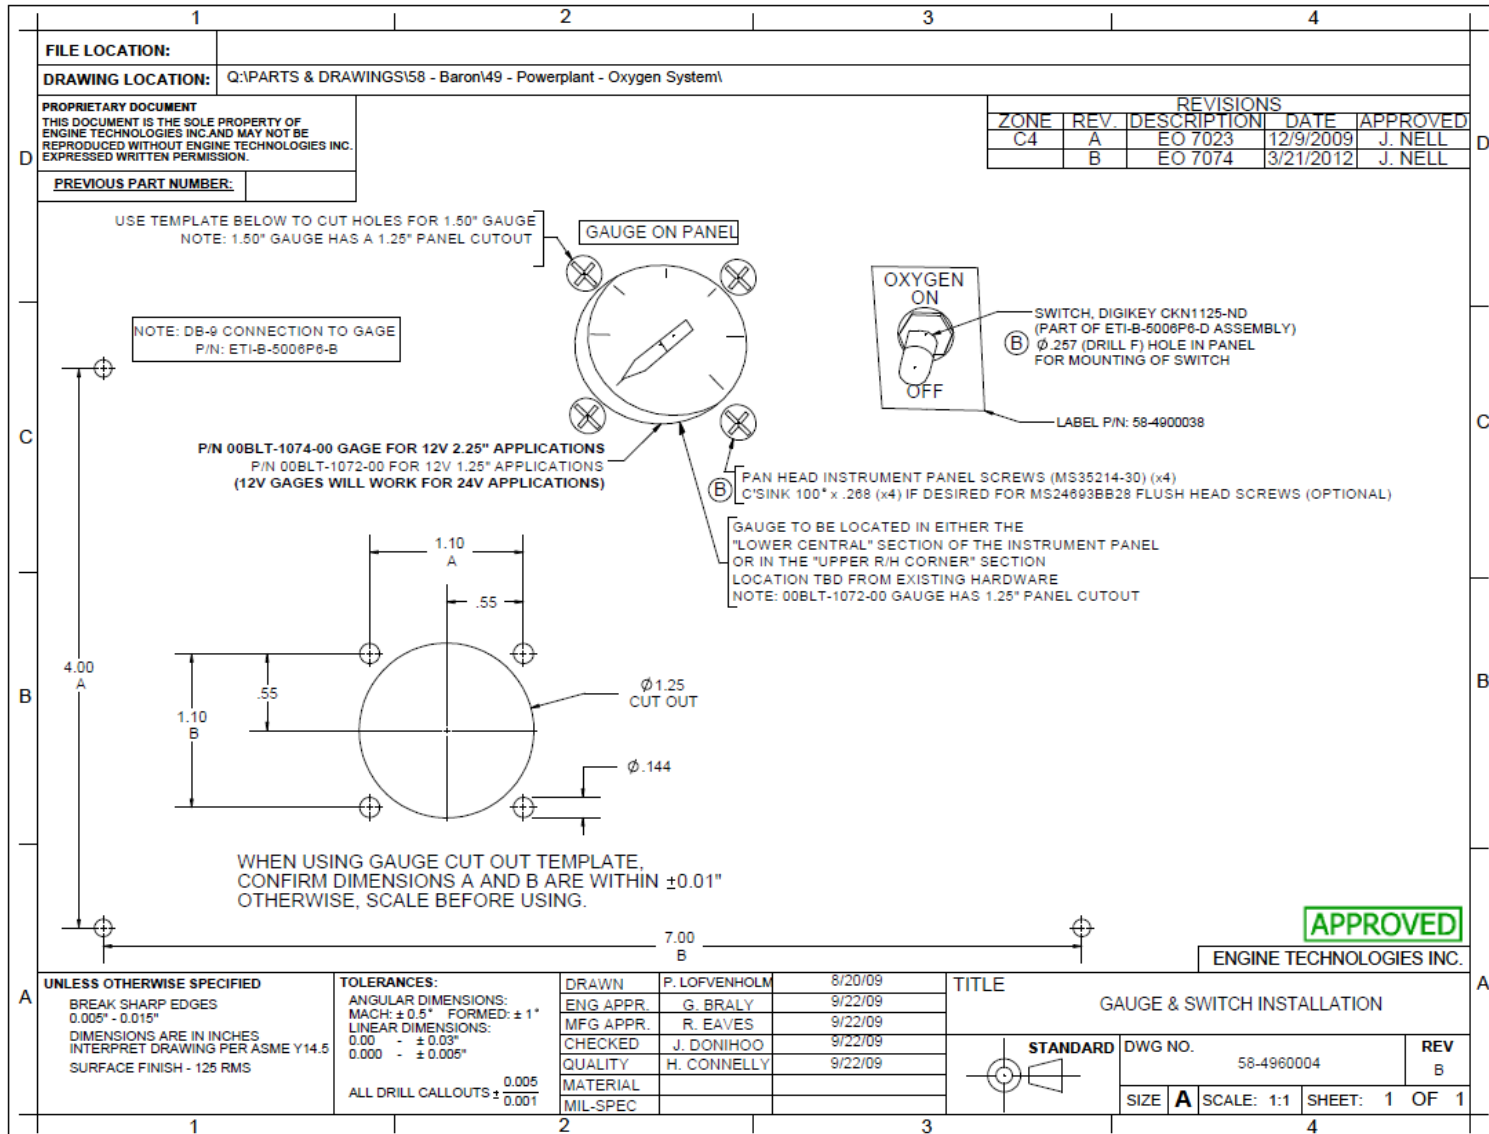 1 2 3 4
FILE LOCATION:
DRAWING LOCATION: Q:\PARTS & DRAWINGS\58 - Baron\49 - Powerplant - Oxygen System\
PROPRIETARY DOCUMENT
THIS DOCUMENT IS THE SOLE PROPERTY OF
ENGINE TECHNOLOGIES INC.AND MAY NOT BE
REPRODUCED WITHOUT ENGINE TECHNOLOGIES INC.
EXPRESSED WRITTEN PERMISSION.
PREVIOUS PART NUMBER:
REVISIONS
ZONE REV. DESCRIPTION DATE APPROVED
C4 A EO 7023 12/9/2009 J. NELL
B EO 7074 3/21/2012 J. NELL
D D
USE TEMPLATE BELOW TO CUT HOLES FOR 1.50" GAUGE
NOTE: 1.50" GAUGE HAS A 1.25" PANEL CUTOUT
GAUGE ON PANEL
OXYGEN
ON
OFF
SWITCH, DIGIKEY CKN1125-ND
(PART OF ETI-B-5006P6-D ASSEMBLY)
B Ø.257 (DRILL F) HOLE IN PANEL
FOR MOUNTING OF SWITCH
LABEL P/N: 58-4900038
NOTE: DB-9 CONNECTION TO GAGE
P/N: ETI-B-5006P6-B
C C
P/N 00BLT-1074-00 GAGE FOR 12V 2.25" APPLICATIONS
P/N 00BLT-1072-00 FOR 12V 1.25" APPLICATIONS
(12V GAGES WILL WORK FOR 24V APPLICATIONS)
B PAN HEAD INSTRUMENT PANEL SCREWS (MS35214-30) (x4)
C'SINK 100° x .268 (x4) IF DESIRED FOR MS24693BB28 FLUSH HEAD SCREWS (OPTIONAL)
GAUGE TO BE LOCATED IN EITHER THE
"LOWER CENTRAL" SECTION OF THE INSTRUMENT PANEL
OR IN THE "UPPER R/H CORNER" SECTION
LOCATION TBD FROM EXISTING HARDWARE
NOTE: 00BLT-1072-00 GAUGE HAS 1.25" PANEL CUTOUT
1.10
A
.55
4.00
A
.55
1.10
B
Ø1.25
CUT OUT
Ø.144
B B
WHEN USING GAUGE CUT OUT TEMPLATE,
CONFIRM DIMENSIONS A AND B ARE WITHIN ±0.01"
OTHERWISE, SCALE BEFORE USING.
7.00
B
APPROVED
ENGINE TECHNOLOGIES INC.
A A
UNLESS OTHERWISE SPECIFIED
BREAK SHARP EDGES
0.005" - 0.015"
DIMENSIONS ARE IN INCHES
INTERPRET DRAWING PER ASME Y14.5
SURFACE FINISH - 125 RMS
TOLERANCES:
ANGULAR DIMENSIONS:
MACH: ± 0.5° FORMED: ± 1°
LINEAR DIMENSIONS:
0.00 - ± 0.03"
0.000 - ± 0.005"
ALL DRILL CALLOUTS ± 0.005
0.001
DRAWN P. LOFVENHOLM 8/20/09
ENG APPR. G. BRALY 9/22/09
MFG APPR. R. EAVES 9/22/09
CHECKED J. DONIHOO 9/22/09
QUALITY H. CONNELLY 9/22/09
MATERIAL
MIL-SPEC
TITLE
GAUGE & SWITCH INSTALLATION
STANDARD
DWG NO.
58-4960004
REV
B
SIZE A SCALE: 1:1 SHEET: 1 OF 1
1 2 3 4